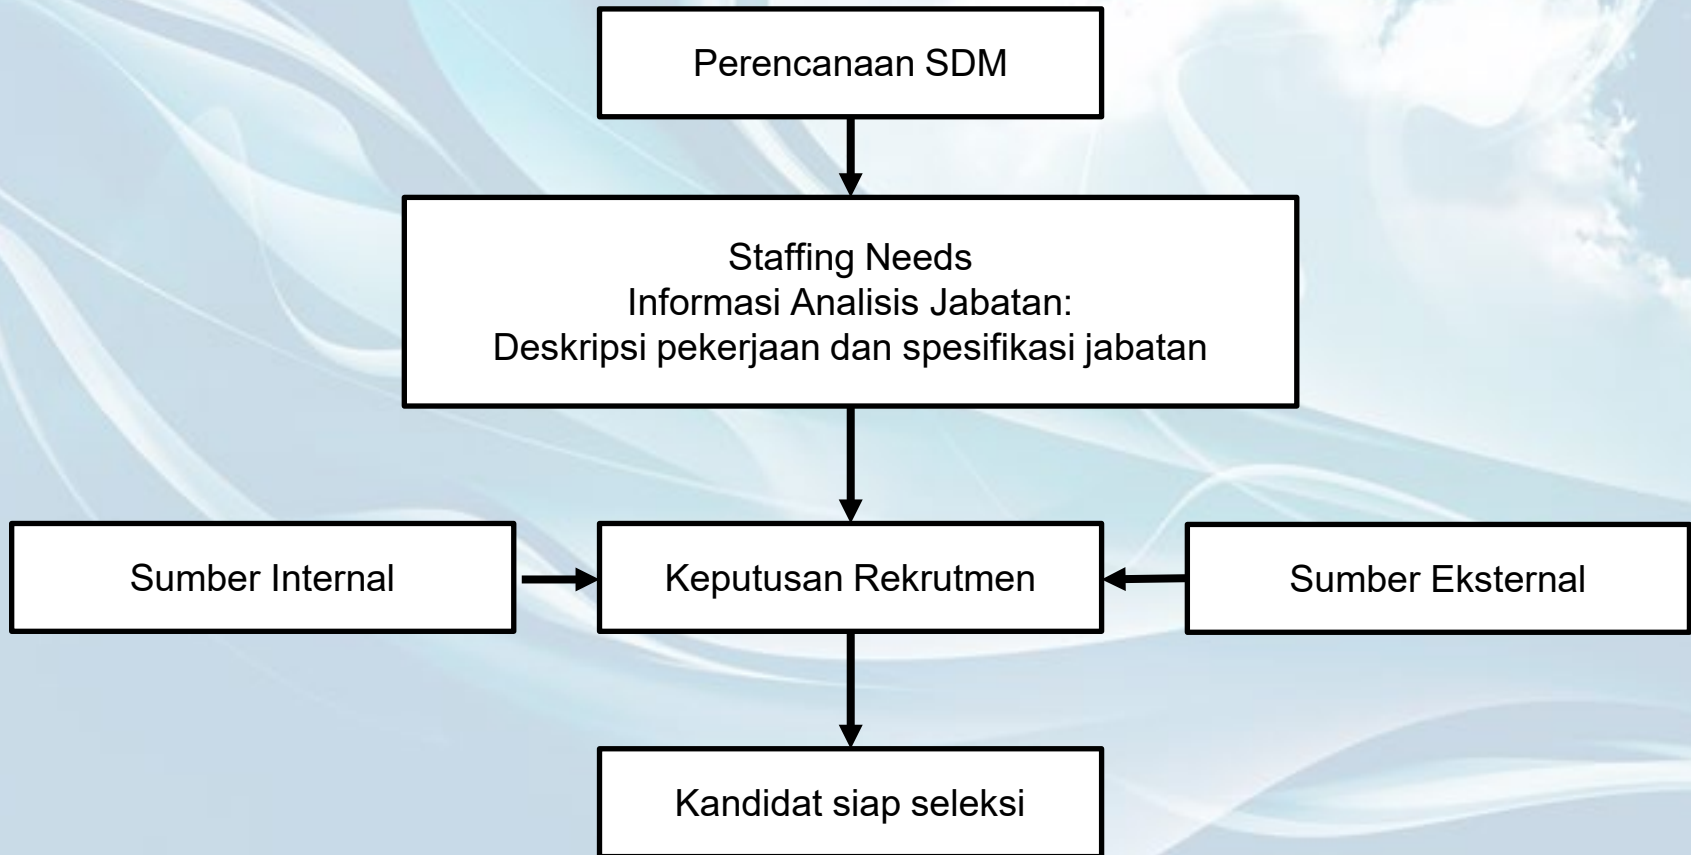 Perencanaan SDM
Staffing Needs
Informasi Analisis Jabatan:
Deskripsi pekerjaan dan spesifikasi jabatan
Sumber Internal
Keputusan Rekrutmen
Sumber Eksternal
Kandidat siap seleksi